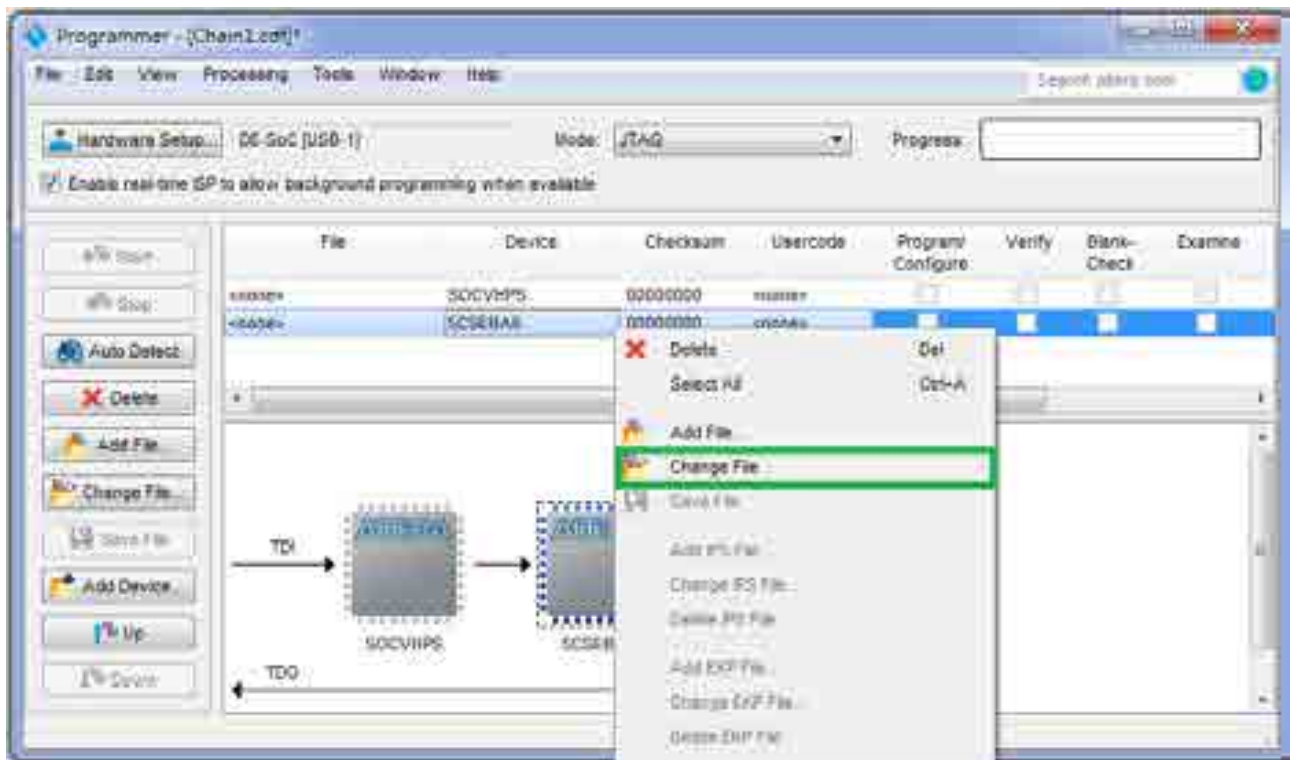 Programmer - [Chain1.cdf]*
File Edit View Processing Tools Window Help
Hardware Setup... DE-SoC [USB-1] Mode: JTAG Progress
Enable real-time ISP to allow background programming when available
File Device Checksum Usercode Program/ Configure Verify Blank- Check Examine
Start
<none> SOCVHPS 00000000 <none>
Stop
<none> 00000000 <none>
Auto Detect
Delete
Add File...
Change File...
Save File
Add Device...
Up
Down
Delete Del
Select All Ctrl+A
Add File...
Change File
Save File
Add IPS File
Change IPS File...
Delete IPS File
Add EKP File...
Change EKP File...
Delete EKP File
TDI
SOCVHPS
TDO